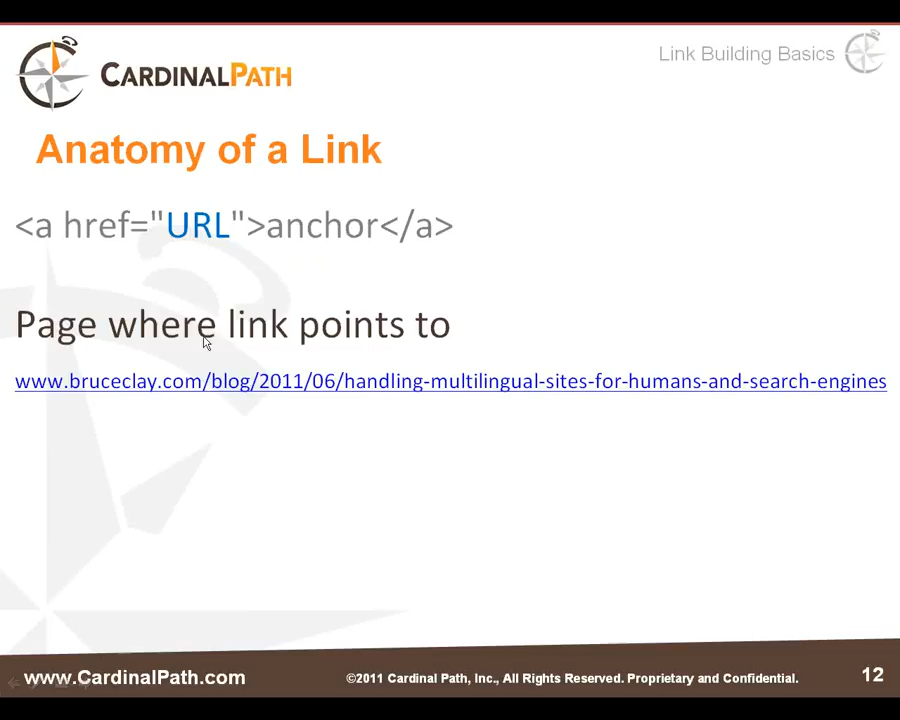 CARDINALPATH
Link Building Basics
Anatomy of a Link
<a href="URL">anchor</a>
Page where link points to
www.bruceclay.com/blog/2011/06/handling-multilingual-sites-for-humans-and-search-engines
www.CardinalPath.com
©2011 Cardinal Path, Inc., All Rights Reserved. Proprietary and Confidential.
12